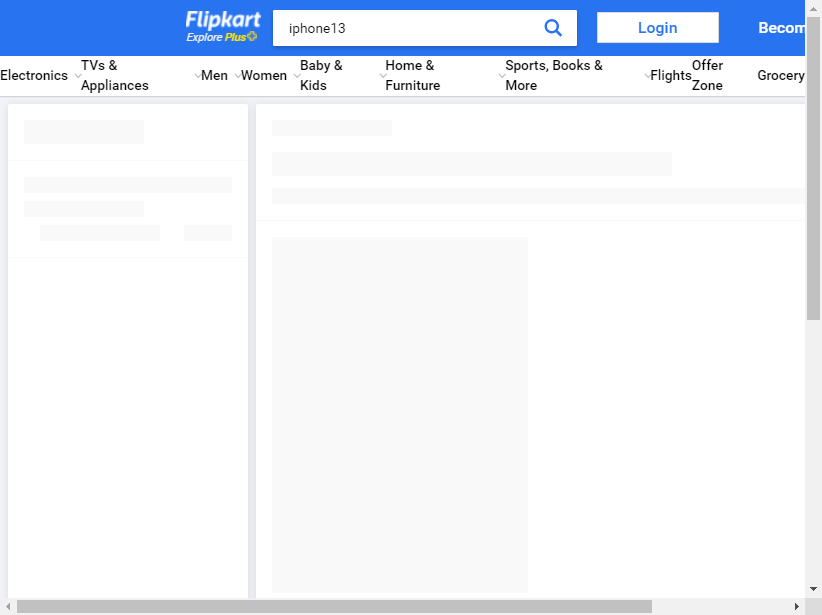 Flipkart
Explore Plus
iphone13
Login
Becom
Electronics
TVs &
Appliances
Men
Women
Baby &
Kids
Home &
Furniture
Sports, Books &
More
Flights
Offer
Zone
Grocery